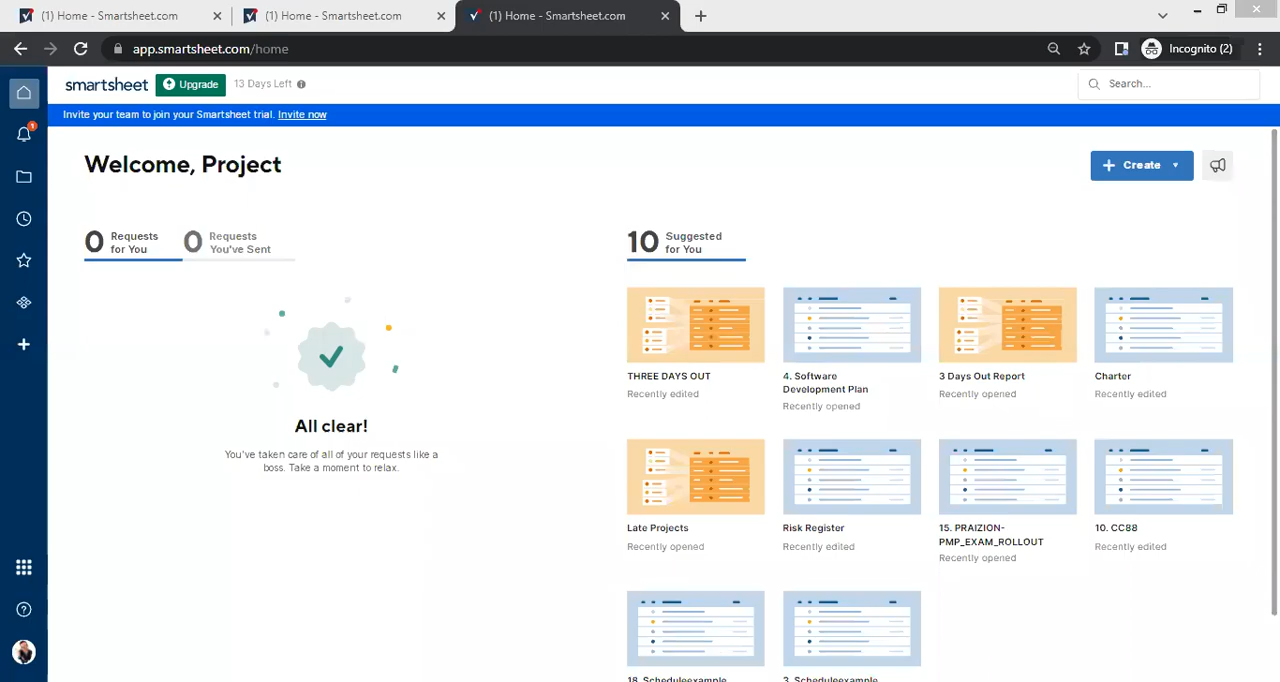 (1) Home - Smartsheet.com
(1) Home - Smartsheet.com
(1) Home - Smartsheet.com
app.smartsheet.com/home
Incognito (2)
smartsheet
Upgrade
13 Days Left
Search...
1
Invite your team to join your Smartsheet trial. Invite now
Welcome, Project
Create
0 Requests
for You
0 Requests
You've Sent
10 Suggested
for You
All clear!
You've taken care of all of your requests like a
boss. Take a moment to relax.
THREE DAYS OUT
Recently edited
4. Software
Development Plan
Recently opened
3 Days Out Report
Recently opened
Charter
Recently edited
Late Projects
Recently opened
Risk Register
Recently edited
15. PRAIZION-
PMP_EXAM_ROLLOUT
Recently opened
10. CC88
Recently edited
18. Scheduleexample
3. Scheduleexample